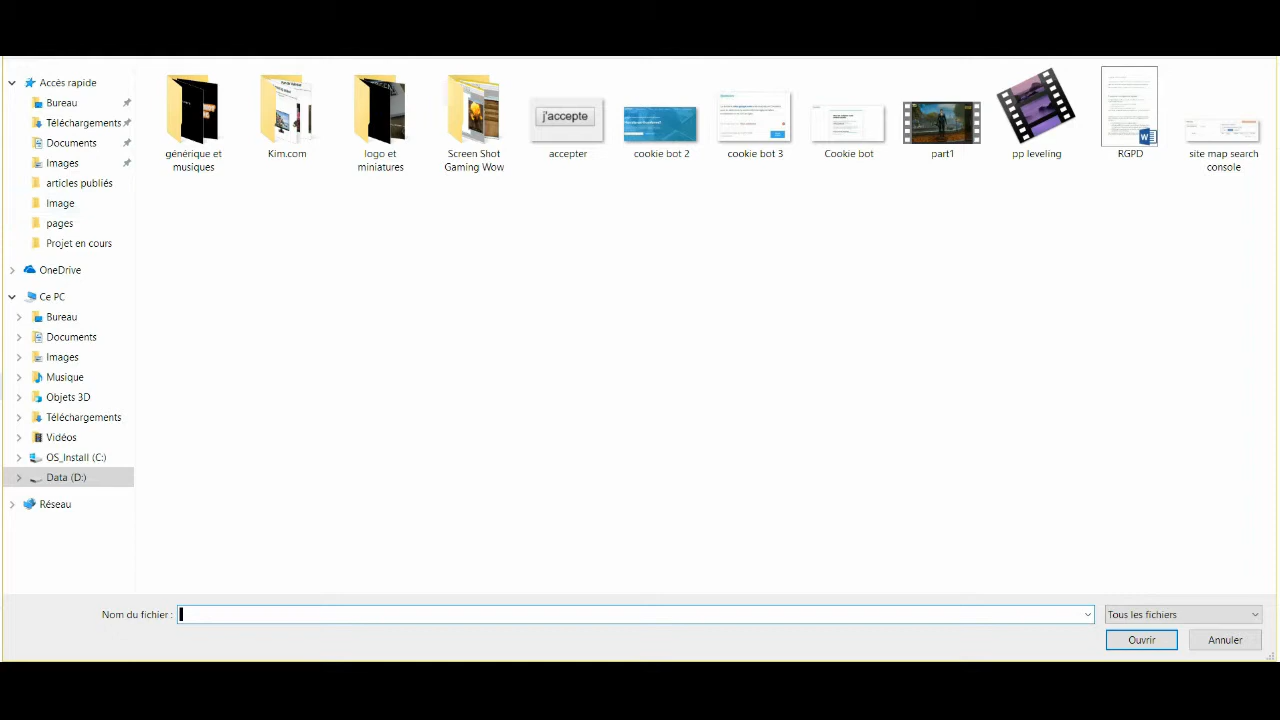 Accès rapide
Bureau
hargements
Documents
Images
articles publiés
Image
pages
Projet en cours
OneDrive
Ce PC
Bureau
Documents
Images
Musique
Objets 3D
Téléchargements
Vidéos
OS_Install (C:)
Data (D:)
Réseau
générique et
musiques
Kim.com
logo et
miniatures
Screen Shot
Gaming Wow
j'accepte
accepter
cookie bot 2
cookie bot 3
Cookie bot
part1
pp leveling
RGPD
site map search
console
Nom du fichier :
Tous les fichiers
Ouvrir
Annuler